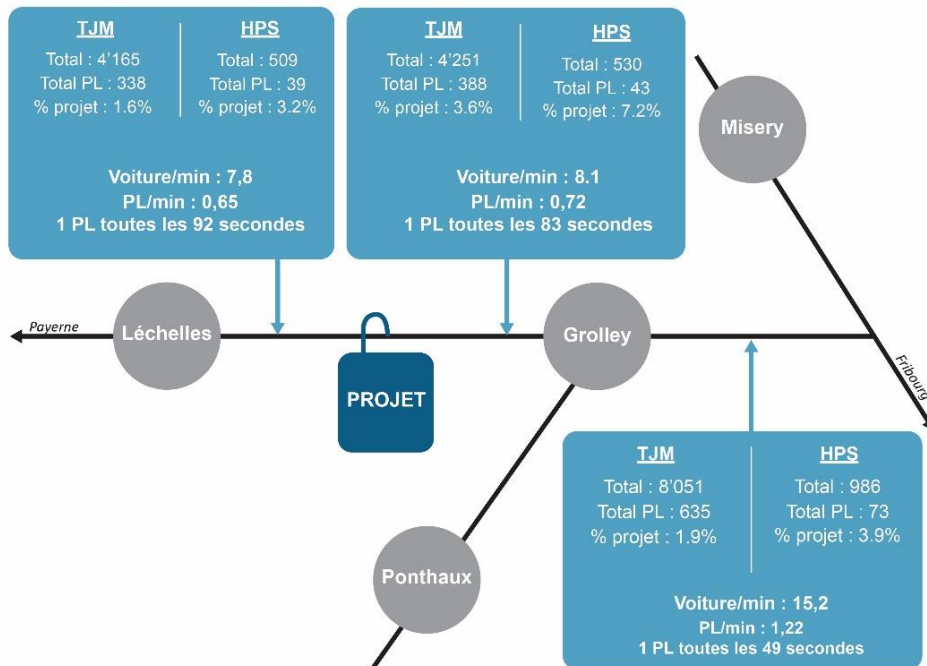 TJM
Total : 4'165
Total PL : 338
% projet : 1.6%
HPS
Total : 509
Total PL : 39
% projet : 3.2%
Voiture/min : 7,8
PL/min : 0,65
1 PL toutes les 92 secondes
TJM
Total : 4'251
Total PL : 388
% projet : 3.6%
HPS
Total : 530
Total PL : 43
% projet : 7.2%
Voiture/min : 8.1
PL/min : 0,72
1 PL toutes les 83 secondes
Misery
Payerne
Léchelles
Grolley
Fribourg
PROJET
Ponthaux
TJM
Total : 8'051
Total PL : 635
% projet : 1.9%
HPS
Total : 986
Total PL : 73
% projet : 3.9%
Voiture/min : 15,2
PL/min : 1,22
1 PL toutes les 49 secondes